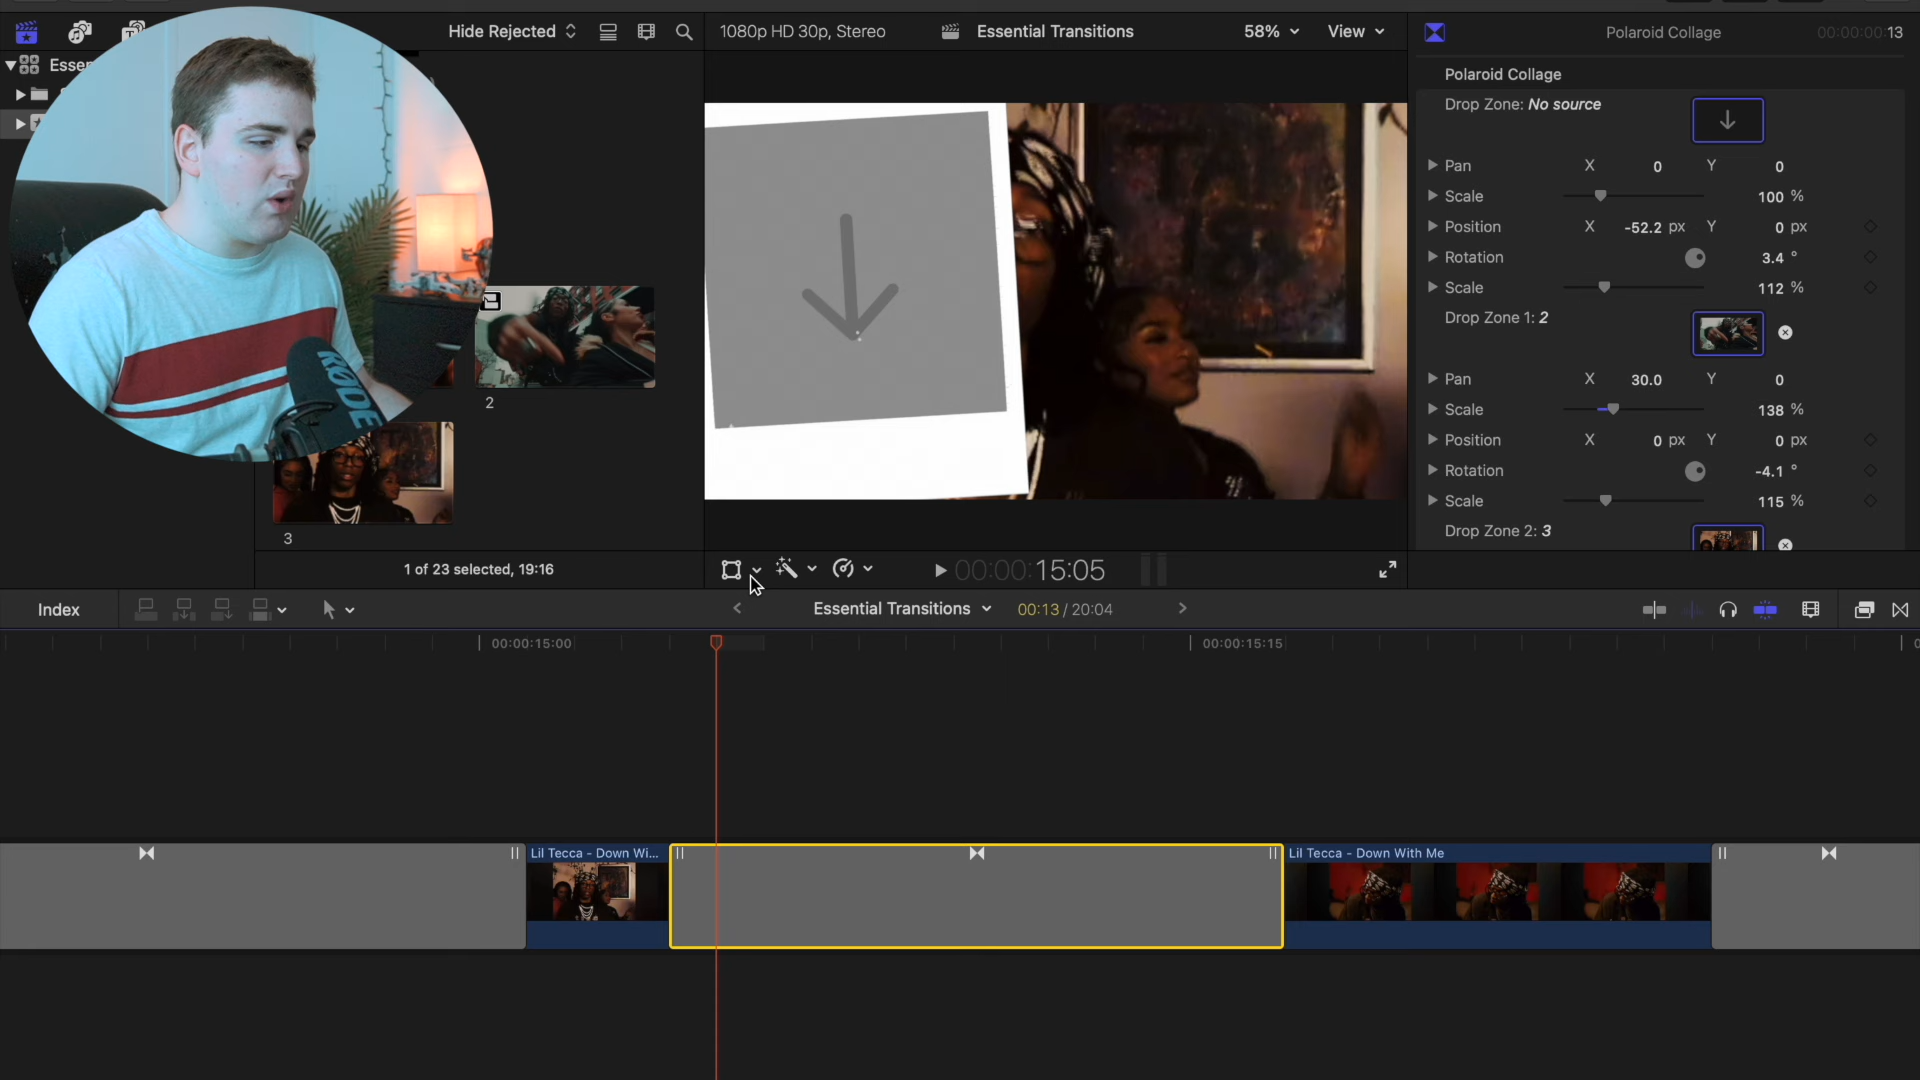 Hide Rejected
1080p HD 30p, Stereo
Essential Transitions
58%
View
Polaroid Collage
00:00:00:13
Polaroid Collage
Drop Zone: No source
Pan X 0 Y 0
Scale 100 %
Position X -52.2 px Y 0 px
Rotation 3.4 °
Scale 112 %
Drop Zone 1: 2
Pan X 30.0 Y 0
Scale 138 %
Position X 0 px Y 0 px
Rotation -4.1 °
Scale 115 %
Drop Zone 2: 3
RØDE
2
3
1 of 23 selected, 19:16
00:00:15:05
Index
Essential Transitions
00:13 / 20:04
00:00:15:00
00:00:15:15
Lil Tecca - Down Wi...
Lil Tecca - Down With Me